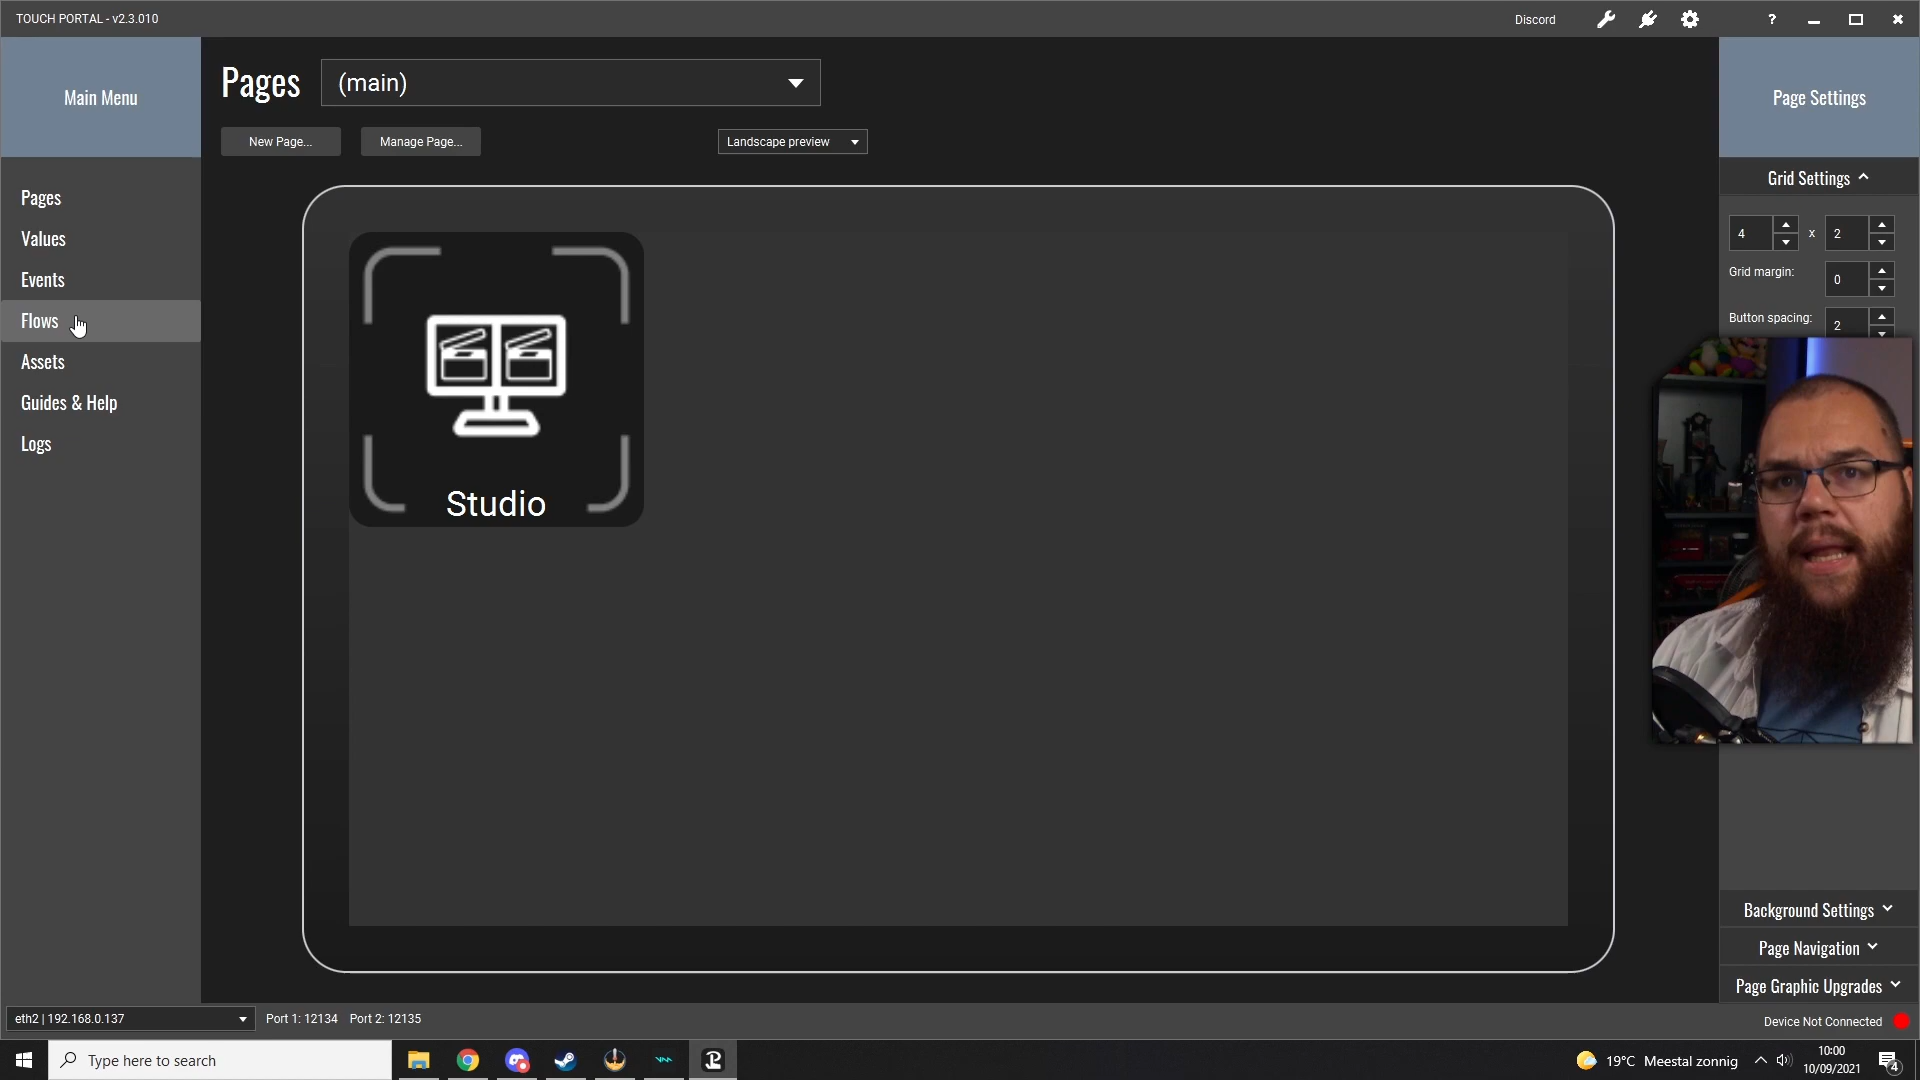 TOUCH PORTAL - v2.3.010
Discord
?
Main Menu
Pages
Values
Events
Flows
Assets
Guides & Help
Logs
Pages
(main)
New Page...
Manage Page...
Landscape preview
Studio
Page Settings
Grid Settings
4 x 2
Grid margin: 0
Button spacing: 2
Background Settings
Page Navigation
Page Graphic Upgrades
eth2 | 192.168.0.137
Port 1: 12134 Port 2: 12135
Device Not Connected
Type here to search
19°C Meestal zonnig
10:00
10/09/2021
4